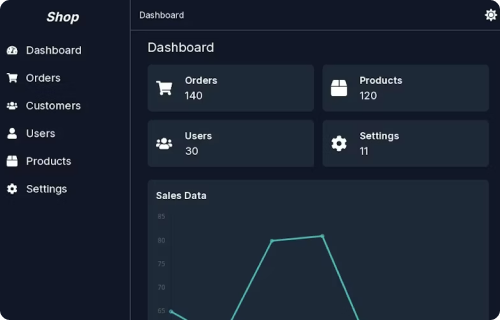 Shop
Dashboard
Dashboard
Orders
Customers
Users
Products
Settings
Dashboard
Orders
140
Products
120
Users
30
Settings
11
Sales Data
85
80
75
70
65